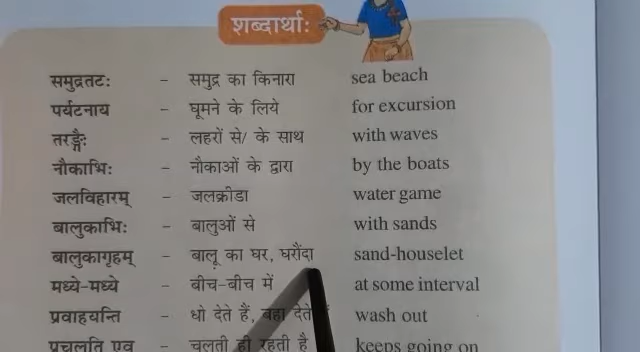 शब्दार्थाः
समुद्रतटः - समुद्र का किनारा sea beach
पर्यटनाय - घूमने के लिये for excursion
तरङ्गैः - लहरों से/ के साथ with waves
नौकाभिः - नौकाओं के द्वारा by the boats
जलविहारम् - जलक्रीडा water game
बालुकाभिः - बालुओं से with sands
बालुकागृहम् - बालू का घर, घरौंदा sand-houselet
मध्ये-मध्ये - बीच-बीच में at some interval
प्रवाहयन्ति - धो देते हैं, बहा देते wash out
प्रचलति एव - चलती ही रहती है keeps going on